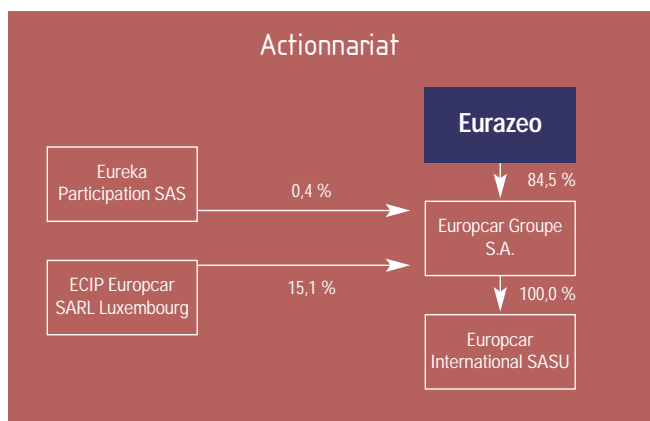 Actionnariat
Eurazeo
Eureka
Participation SAS
0,4 %
84,5 %
Europcar Groupe
S.A.
ECIP Europcar
SARL Luxembourg
15,1 %
100,0 %
Europcar
International SASU